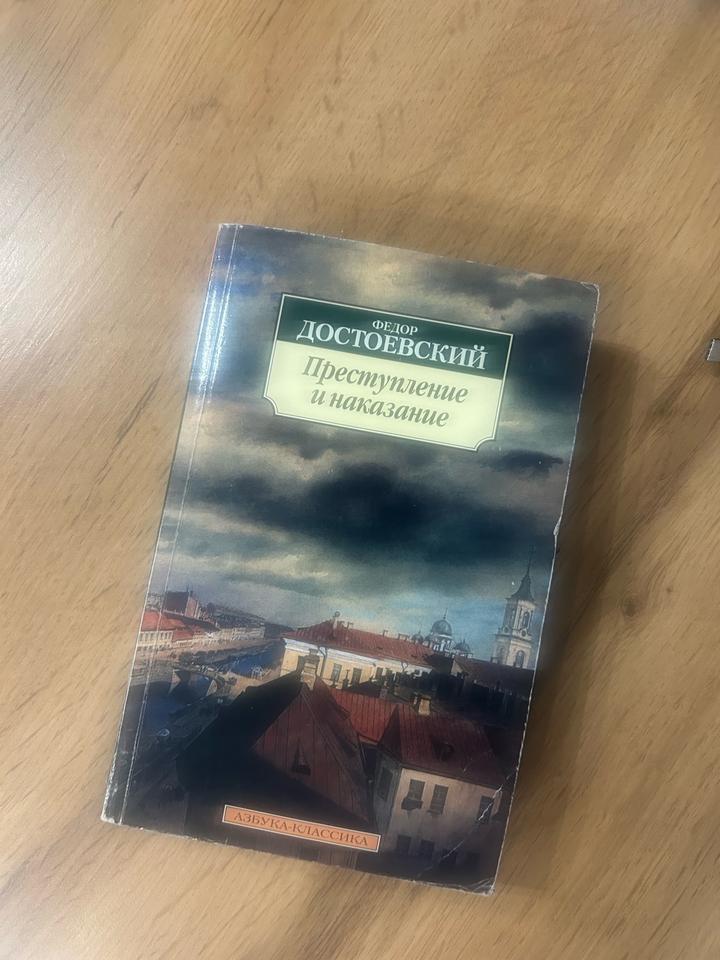 ФЕДОР
ДОСТОЕВСКИЙ
Преступление
и наказание
АЗБУКА-КЛАССИКА